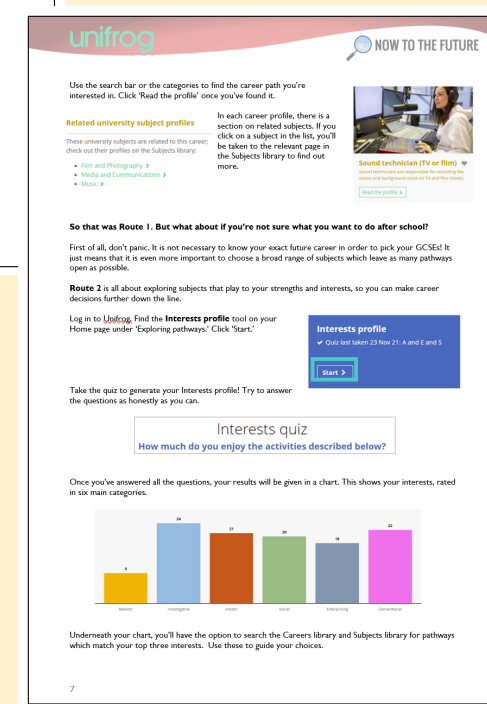 unifrog
NOW TO THE FUTURE
Use the search bar or the categories to find the career path you're
interested in. Click 'Read the profile' once you've found it.
Related university subject profiles
These university subjects are related to this career;
check out their profiles on the Subjects library:
Film and Photography >
Media and Communications >
Music >
In each career profile, there is a
section on related subjects. If you
click on a subject in the list, you'll
be taken to the relevant page in
the Subjects library to find out
more.
Sound technician (TV or film)
Sound technicians are responsible for recording the
voices and background noise on TV and film sheets.
Read the profile >
So that was Route 1. But what about if you're not sure what you want to do after school?
First of all, don't panic. It is not necessary to know your exact future career in order to pick your GCSEs! It
just means that it is even more important to choose a broad range of subjects which leave as many pathways
open as possible.
Route 2 is all about exploring subjects that play to your strengths and interests, so you can make career
decisions further down the line.
Log in to Unifrog. Find the Interests profile tool on your
Home page under 'Exploring pathways.' Click 'Start.'
Interests profile
✓ Quiz last taken 23 Nov 21: A and E and S
Start >
Take the quiz to generate your Interests profile! Try to answer
the questions as honestly as you can.
Interests quiz
How much do you enjoy the activities described below?
Once you've answered all the questions, your results will be given in a chart. This shows your interests, rated
in six main categories.
24
21
20
18
22
Realistic
Investigative
Artistic
Social
Enterprising
Conventional
Underneath your chart, you'll have the option to search the Careers library and Subjects library for pathways
which match your top three interests. Use these to guide your choices.
7